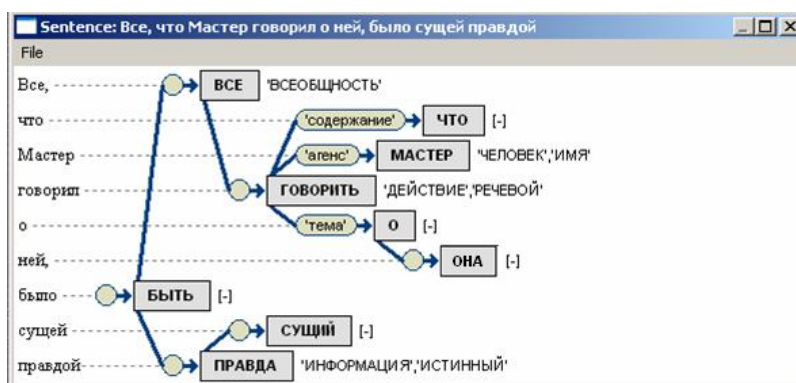 Sentence: Все, что Мастер говорил о ней, было сущей правдой
File
Все, ВСЕ 'ВСЕОБЩНОСТЬ'
что 'содержание' ЧТО [-]
Мастер 'агенс' МАСТЕР 'ЧЕЛОВЕК','ИМЯ'
говорил ГОВОРИТЬ 'ДЕЙСТВИЕ','РЕЧЕВОЙ'
о 'тема' О [-]
ней, ОНА [-]
было БЫТЬ [-]
сущей СУЩИЙ [-]
правдой ПРАВДА 'ИНФОРМАЦИЯ','ИСТИННЫЙ'